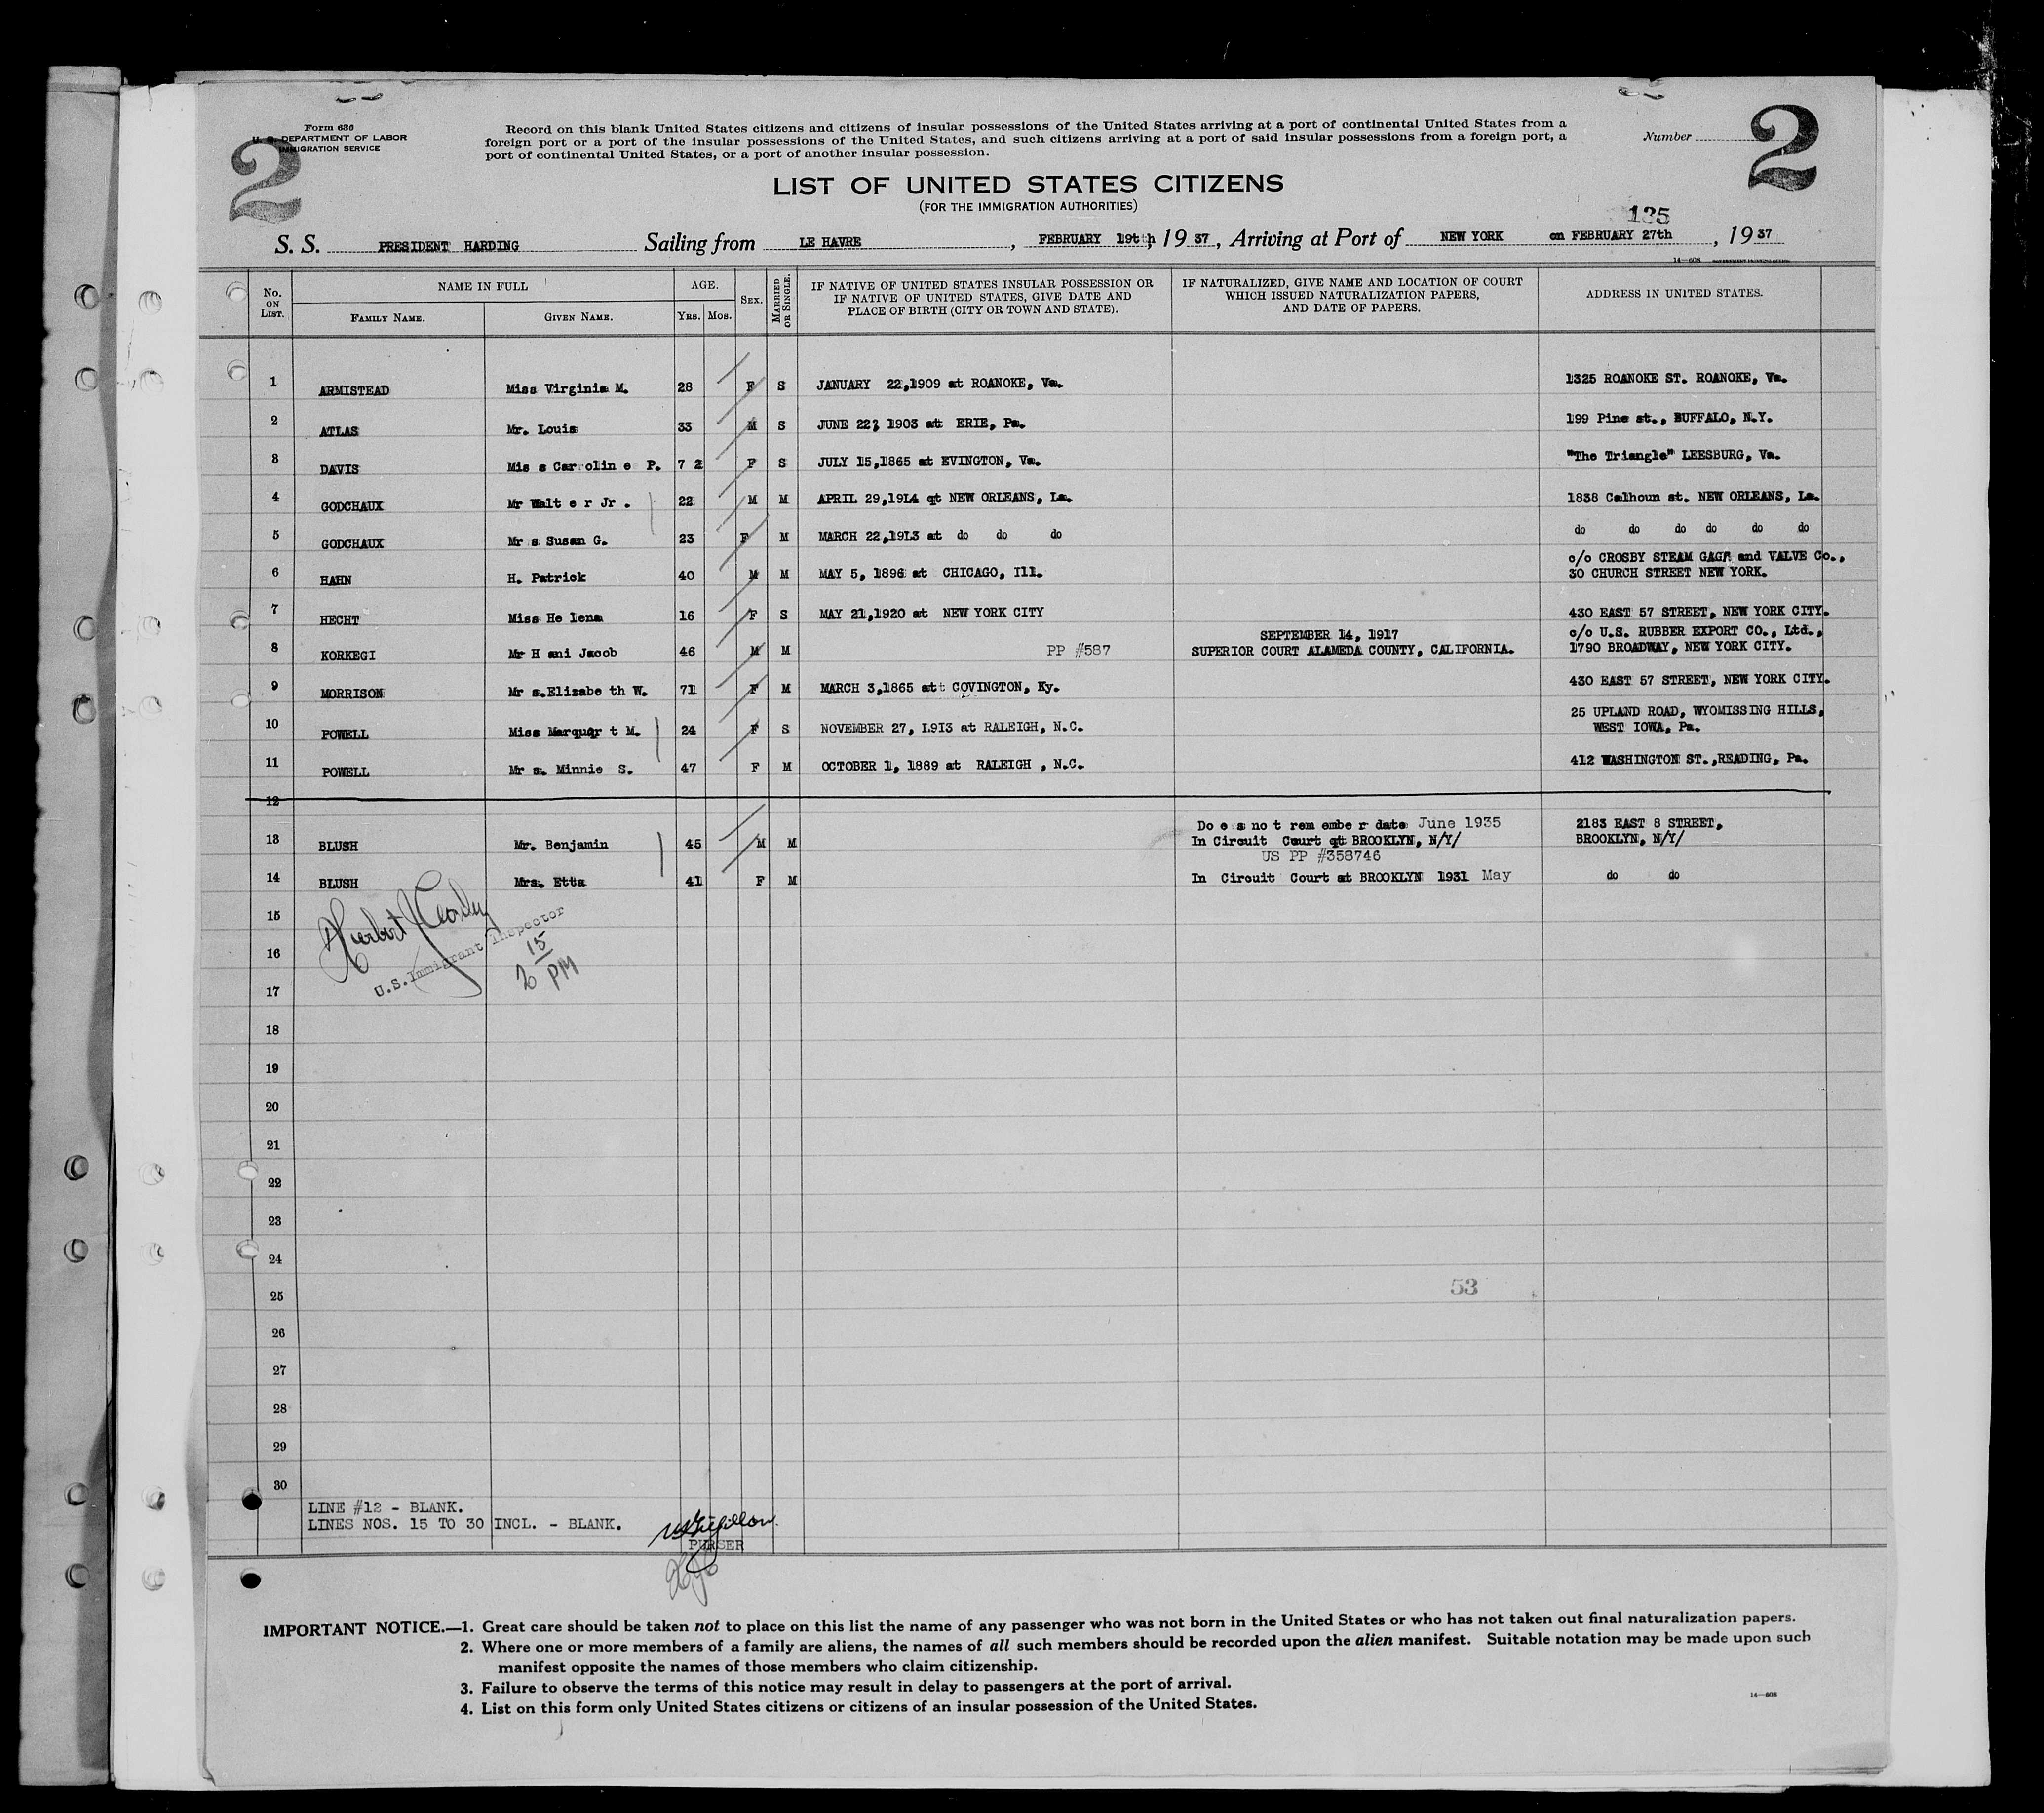 Form 636
U. S. DEPARTMENT OF LABOR
IMMIGRATION SERVICE
2
Record on this blank United States citizens and citizens of insular possessions of the United States arriving at a port of continental United States from a
foreign port or a port of the insular possessions of the United States, and such citizens arriving at a port of said insular possessions from a foreign port, a
port of continental United States, or a port of another insular possession.
Number
2
LIST OF UNITED STATES CITIZENS
(FOR THE IMMIGRATION AUTHORITIES)
135
S. S. PRESIDENT HARDING Sailing from LE HAVRE, FEBRUARY 19th, 1937, Arriving at Port of NEW YORK on FEBRUARY 27th, 1937
14—608
No. ON LIST. NAME IN FULL AGE. SEX. MARRIED OR SINGLE. IF NATIVE OF UNITED STATES INSULAR POSSESSION OR IF NATIVE OF UNITED STATES, GIVE DATE AND PLACE OF BIRTH (CITY OR TOWN AND STATE). IF NATURALIZED, GIVE NAME AND LOCATION OF COURT WHICH ISSUED NATURALIZATION PAPERS, AND DATE OF PAPERS. ADDRESS IN UNITED STATES.
FAMILY NAME. GIVEN NAME. YRS. MOS.
1 ARMISTEAD Miss Virginia M. 28 F S JANUARY 22,1909 at ROANOKE, Va. 1325 ROANOKE ST. ROANOKE, Va.
2 ATLAS Mr. Louis 33 M S JUNE 22, 1903 at ERIE, Pa. 199 Pine st., BUFFALO, N.Y.
3 DAVIS Mis s Car olin e P. 7 2 F S JULY 15,1865 at EVINGTON, Va. "The Triangle" LEESBURG, Va.
4 GODCHAUX Mr Walt e r Jr . 22 M M APRIL 29,1914 qt NEW ORLEANS, La. 1838 Calhoun st. NEW ORLEANS, La.
5 GODCHAUX Mr s Susan G. 23 F M MARCH 22,1913 at do do do do do do do do do
6 HAHN H. Patrick 40 M M MAY 5, 1896 at CHICAGO, Ill. c/o CROSBY STEAM GAGE and VALVE Co.,
30 CHURCH STREET NEW YORK.
7 HECHT Miss He lena 16 F S MAY 21,1920 at NEW YORK CITY 430 EAST 57 STREET, NEW YORK CITY.
SEPTEMBER 14, 1917 c/o U.S. RUBBER EXPORT CO., Ltd.,
8 KORKEGI Mr H ani Jacob 46 M M PP #587 SUPERIOR COURT ALAMEDA COUNTY, CALIFORNIA. 1790 BROADWAY, NEW YORK CITY.
9 MORRISON Mr s.Elizabe th W. 71 F M MARCH 3,1865 at COVINGTON, Ky. 430 EAST 57 STREET, NEW YORK CITY.
25 UPLAND ROAD, WYOMISSING HILLS,
10 POWELL Miss Marquar t M. 24 F S NOVEMBER 27, 1913 at RALEIGH, N.C. WEST IOWA, Pa.
11 POWELL Mr s. Minnie S. 47 F M OCTOBER 1, 1889 at RALEIGH , N.C. 412 WASHINGTON ST.,READING, Pa.
12
Do e s no t rem embe r date June 1935 2183 EAST 8 STREET,
13 BLUSH Mr. Benjamin 45 M M In Circuit Court qt BROOKLYN, N/Y/ BROOKLYN, N/Y/
US PP #358746
14 BLUSH Mrs. Etta 41 F M In Circuit Court at BROOKLYN 1931 May do do
15
U.S. Immigrant Inspector
15
16
2 PM
17
18
19
20
21
22
23
24
53
25
26
27
28
29
30
LINE #12 - BLANK.
LINES NOS. 15 TO 30 INCL. - BLANK.
PURSER
IMPORTANT NOTICE.—1. Great care should be taken not to place on this list the name of any passenger who was not born in the United States or who has not taken out final naturalization papers.
2. Where one or more members of a family are aliens, the names of all such members should be recorded upon the alien manifest. Suitable notation may be made upon such
manifest opposite the names of those members who claim citizenship.
3. Failure to observe the terms of this notice may result in delay to passengers at the port of arrival.
4. List on this form only United States citizens or citizens of an insular possession of the United States.
14—608